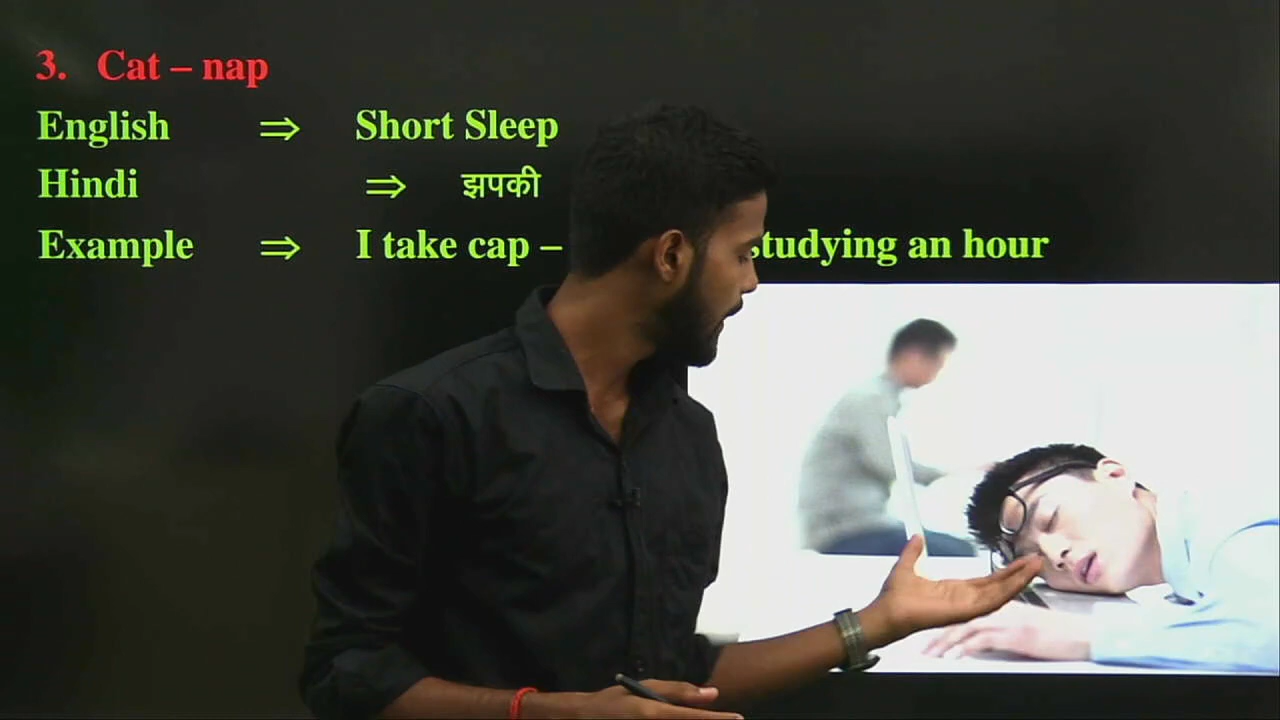 3. Cat – nap
English ⇒ Short Sleep
Hindi ⇒ झपकी
Example ⇒ I take cap – studying an hour